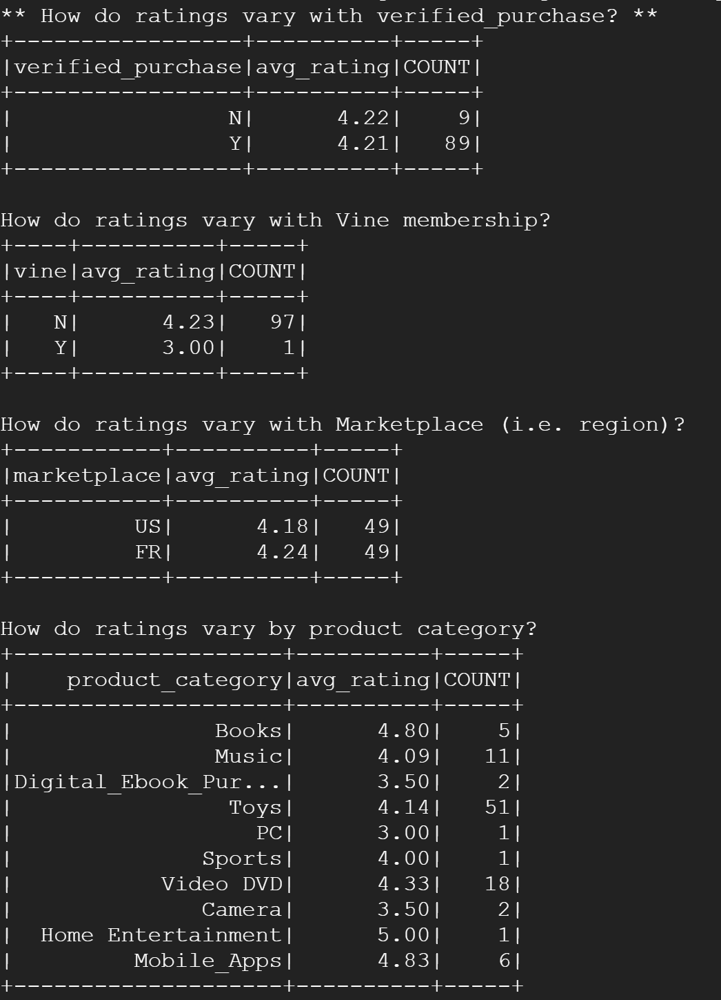 ** How do ratings vary with verified_purchase? **
+-----------------+----------+-----+
|verified_purchase|avg_rating|COUNT|
+-----------------+----------+-----+
|                N|      4.22|    9|
|                Y|      4.21|   89|
+-----------------+----------+-----+

How do ratings vary with Vine membership?
+----+----------+-----+
|vine|avg_rating|COUNT|
+----+----------+-----+
|   N|      4.23|   97|
|   Y|      3.00|    1|
+----+----------+-----+

How do ratings vary with Marketplace (i.e. region)?
+-----------+----------+-----+
|marketplace|avg_rating|COUNT|
+-----------+----------+-----+
|         US|      4.18|   49|
|         FR|      4.24|   49|
+-----------+----------+-----+

How do ratings vary by product category?
+--------------------+----------+-----+
|    product_category|avg_rating|COUNT|
+--------------------+----------+-----+
|               Books|      4.80|    5|
|               Music|      4.09|   11|
|Digital_Ebook_Pur...|      3.50|    2|
|                Toys|      4.14|   51|
|                  PC|      3.00|    1|
|              Sports|      4.00|    1|
|           Video DVD|      4.33|   18|
|              Camera|      3.50|    2|
|  Home Entertainment|      5.00|    1|
|         Mobile_Apps|      4.83|    6|
+--------------------+----------+-----+